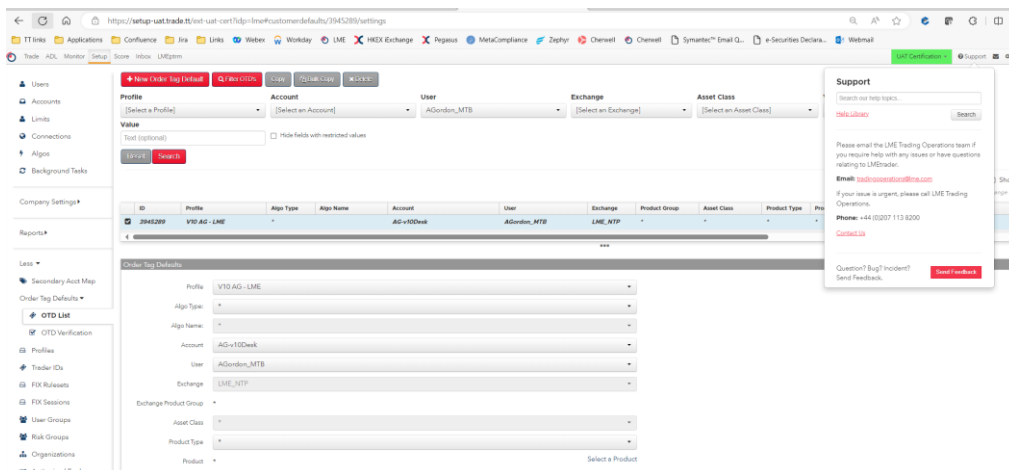 https://setup-uat.trade.tt/ext-uat-cert?idp=lme#customerdefaults/3945289/settings
TT links Applications Confluence Jira Links Webex Workday LME HKEX Exchange Pegasus MetaCompliance Zephyr Cherwell Cherwell Symantec™ Email Q... e-Securities Declara... Webmail
Trade ADL Monitor Setup Score Inbox LMEprm UAT Certification Support
Users
Accounts
Limits
Connections
Algos
Background Tasks
Company Settings
Reports
Less
Secondary Acct Map
Order Tag Defaults
OTD List
OTD Verification
Profiles
Trader IDs
FIX Rulesets
FIX Sessions
User Groups
Risk Groups
Organizations
+ New Order Tag Default Filter OTDs Copy Bulk Copy Delete
Profile Account User Exchange Asset Class
[Select a Profile] [Select an Account] AGordon_MTB [Select an Exchange] [Select an Asset Class]
Value
Text (optional) Hide fields with restricted values
Default Search
ID Profile Algo Type Algo Name Account User Exchange Product Group Asset Class Product Type Pro
3945289 V10 AG - LME * AG-v10Desk AGordon_MTB LME_NTP * * *
Order Tag Defaults
Profile V10 AG - LME
Algo Type: *
Algo Name: *
Account AG-v10Desk
User AGordon_MTB
Exchange LME_NTP
Exchange Product Group *
Asset Class *
Product Type *
Product * Select a Product
Support
Search our help topics...
Help Library Search
Please email the LME Trading Operations team if
you require help with any issues or have questions
relating to LMEtrader.
Email: tradingoperations@lme.com
If your issue is urgent, please call LME Trading
Operations.
Phone: +44 (0)207 113 8200
Contact Us
Question? Bug? Incident?
Send Feedback.
Send Feedback